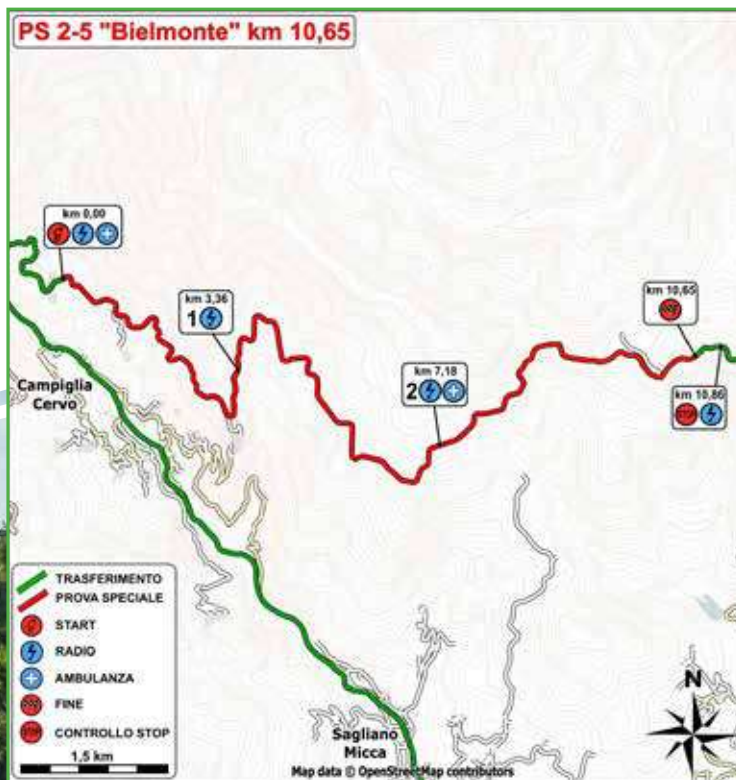 PS 2-5 "Bielmonte" km 10,65
km 0,00
km 3,36
1
km 10,65
km 7,18
2
km 10,86
STOP
Campiglia
Cervo
TRASFERIMENTO
PROVA SPECIALE
START
RADIO
AMBULANZA
FINE
STOP
CONTROLLO STOP
1,5 km
Sagliano
Micca
N
Map data © OpenStreetMap contributors